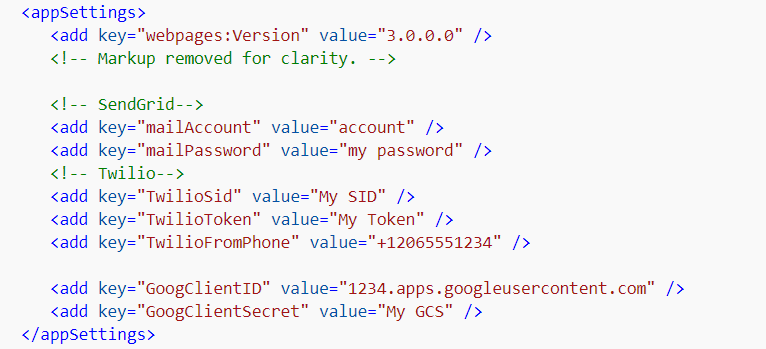 <appSettings>
<add key="webpages:Version" value="3.0.0.0" />
<!-- Markup removed for clarity. -->
<!-- SendGrid-->
<add key="mailAccount" value="account" />
<add key="mailPassword" value="my password" />
<!-- Twilio-->
<add key="TwilioSid" value="My SID" />
<add key="TwilioToken" value="My Token" />
<add key="TwilioFromPhone" value="+12065551234" />
<add key="GoogClientID" value="1234.apps.googleusercontent.com" />
<add key="GoogClientSecret" value="My GCS" />
</appSettings>